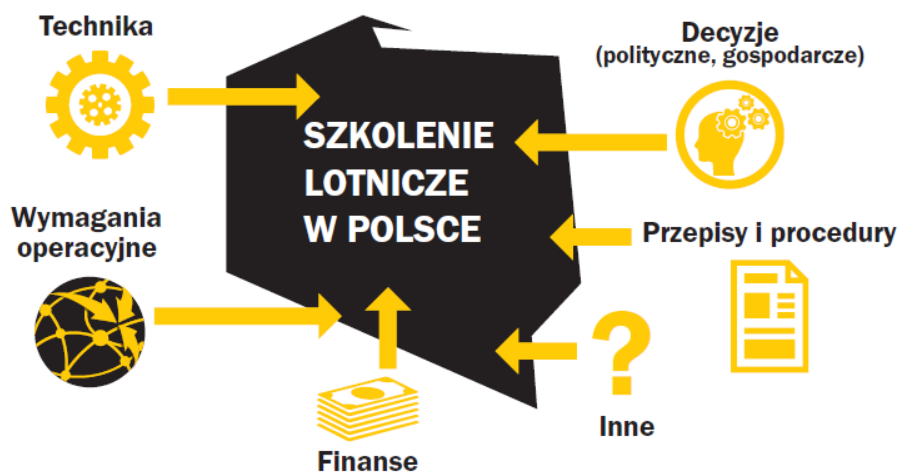 Technika
Decyzje
(polityczne, gospodarcze)
SZKOLENIE
LOTNICZE
W POLSCE
Wymagania
operacyjne
Przepisy i procedury
?
Inne
Finanse